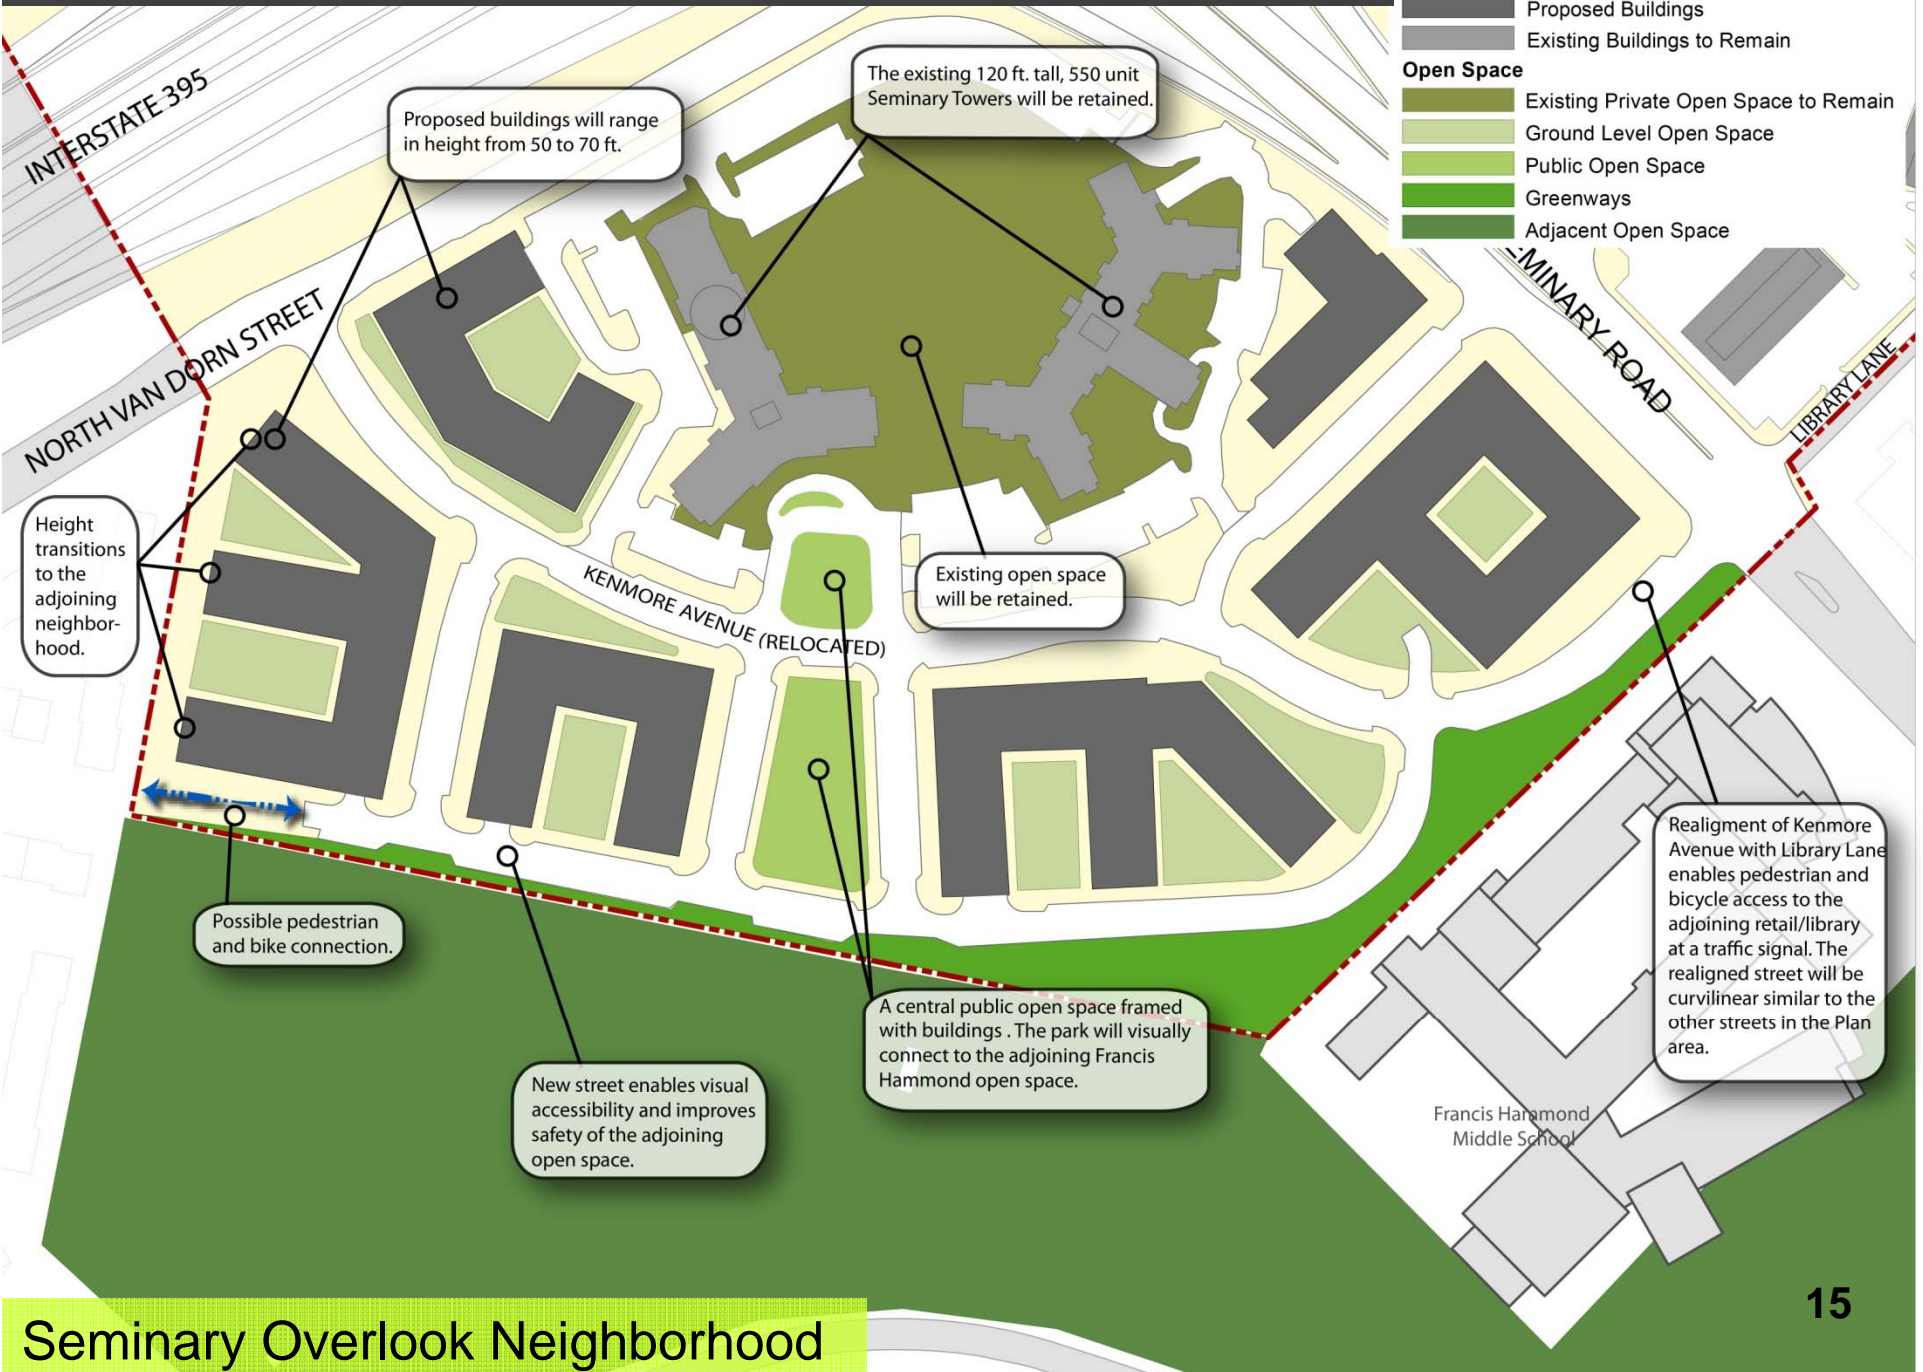 Proposed Buildings
Existing Buildings to Remain
Open Space
Existing Private Open Space to Remain
Ground Level Open Space
Public Open Space
Greenways
Adjacent Open Space
INTERSTATE 395
Proposed buildings will range
in height from 50 to 70 ft.
The existing 120 ft. tall, 550 unit
Seminary Towers will be retained.
NORTH VAN DORN STREET
EMINARY ROAD
LIBRARY LANE
Height
transitions
to the
adjoining
neighbor-
hood.
KENMORE AVENUE (RELOCATED)
Existing open space
will be retained.
Possible pedestrian
and bike connection.
New street enables visual
accessibility and improves
safety of the adjoining
open space.
A central public open space framed
with buildings . The park will visually
connect to the adjoining Francis
Hammond open space.
Realigment of Kenmore
Avenue with Library Lane
enables pedestrian and
bicycle access to the
adjoining retail/library
at a traffic signal. The
realigned street will be
curvilinear similar to the
other streets in the Plan
area.
Francis Hammond
Middle School
15
Seminary Overlook Neighborhood